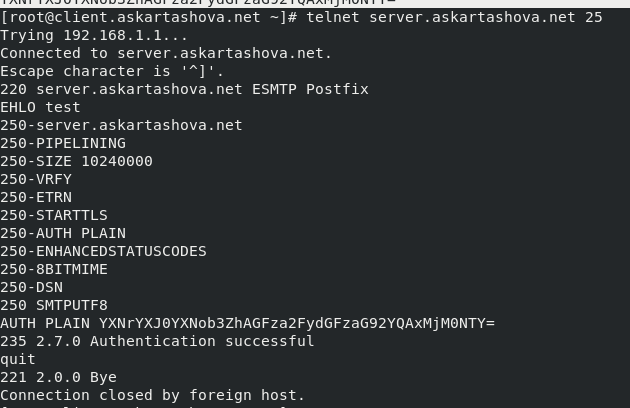 [root@client.askartashova.net ~]# telnet server.askartashova.net 25
Trying 192.168.1.1...
Connected to server.askartashova.net.
Escape character is '^]'.
220 server.askartashova.net ESMTP Postfix
EHLO test
250-server.askartashova.net
250-PIPELINING
250-SIZE 10240000
250-VRFY
250-ETRN
250-STARTTLS
250-AUTH PLAIN
250-ENHANCEDSTATUSCODES
250-8BITMIME
250-DSN
250 SMTPUTF8
AUTH PLAIN YXNrYXJ0YXNob3ZhAGFza2FydGFzaG92YQAxMjM0NTY=
235 2.7.0 Authentication successful
quit
221 2.0.0 Bye
Connection closed by foreign host.